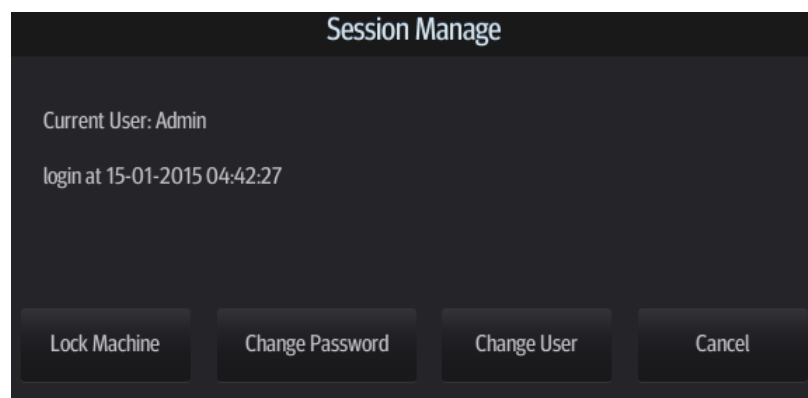 Session Manage
Current User: Admin
login at 15-01-2015 04:42:27
Lock Machine Change Password Change User Cancel